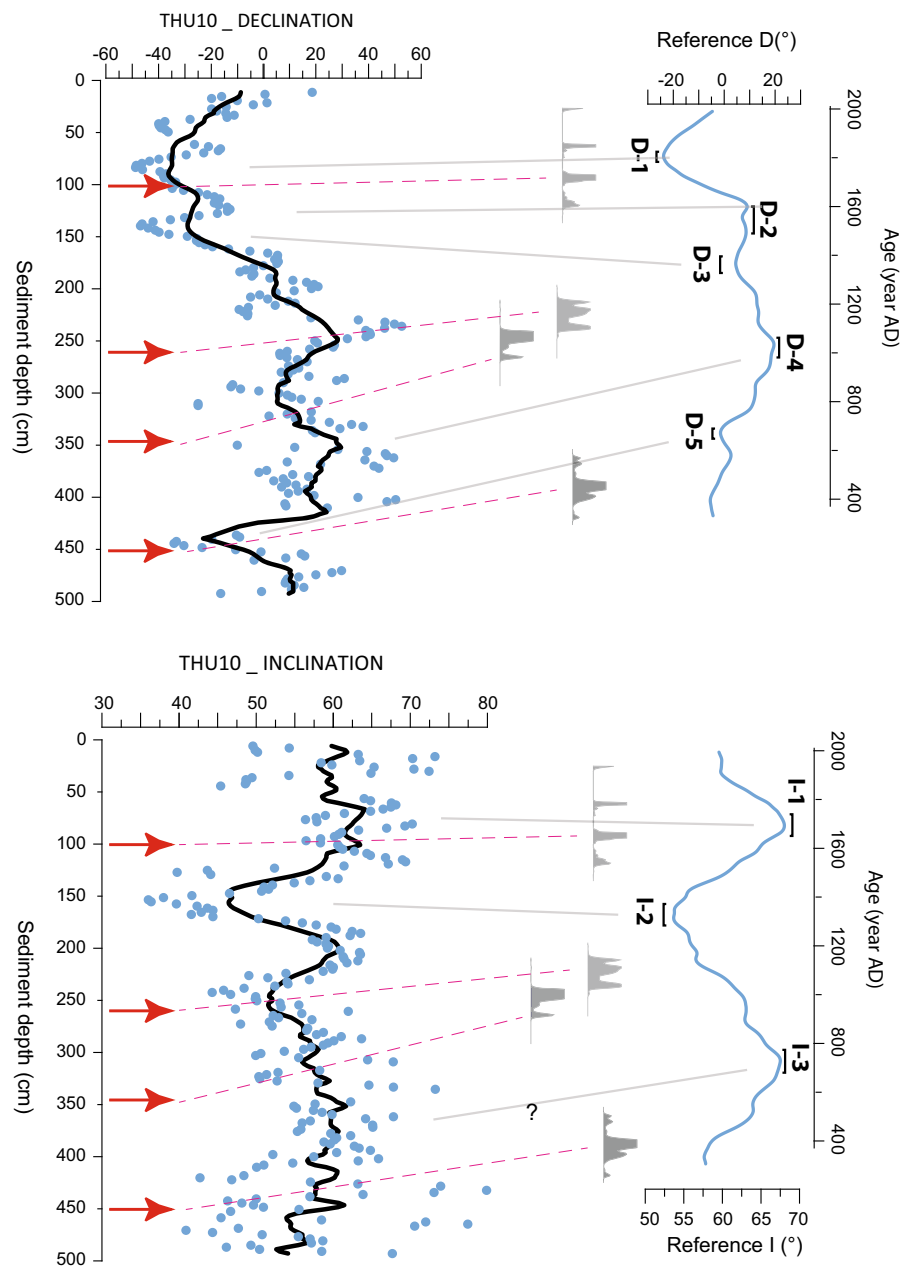 THU10 _ DECLINATION
-60 -40 -20 0 20 40 60
Reference D(°)
-20 0 20
0
50
100
150
200
250
300
350
400
450
500
Sediment depth (cm)
2000
1600
1200
800
400
Age (year AD)
D-1
D-2
D-3
D-4
D-5
THU10 _ INCLINATION
30 40 50 60 70 80
0
50
100
150
200
250
300
350
400
450
500
Sediment depth (cm)
2000
1600
1200
800
400
Age (year AD)
I-1
I-2
I-3
?
50 55 60 65 70
Reference I (°)